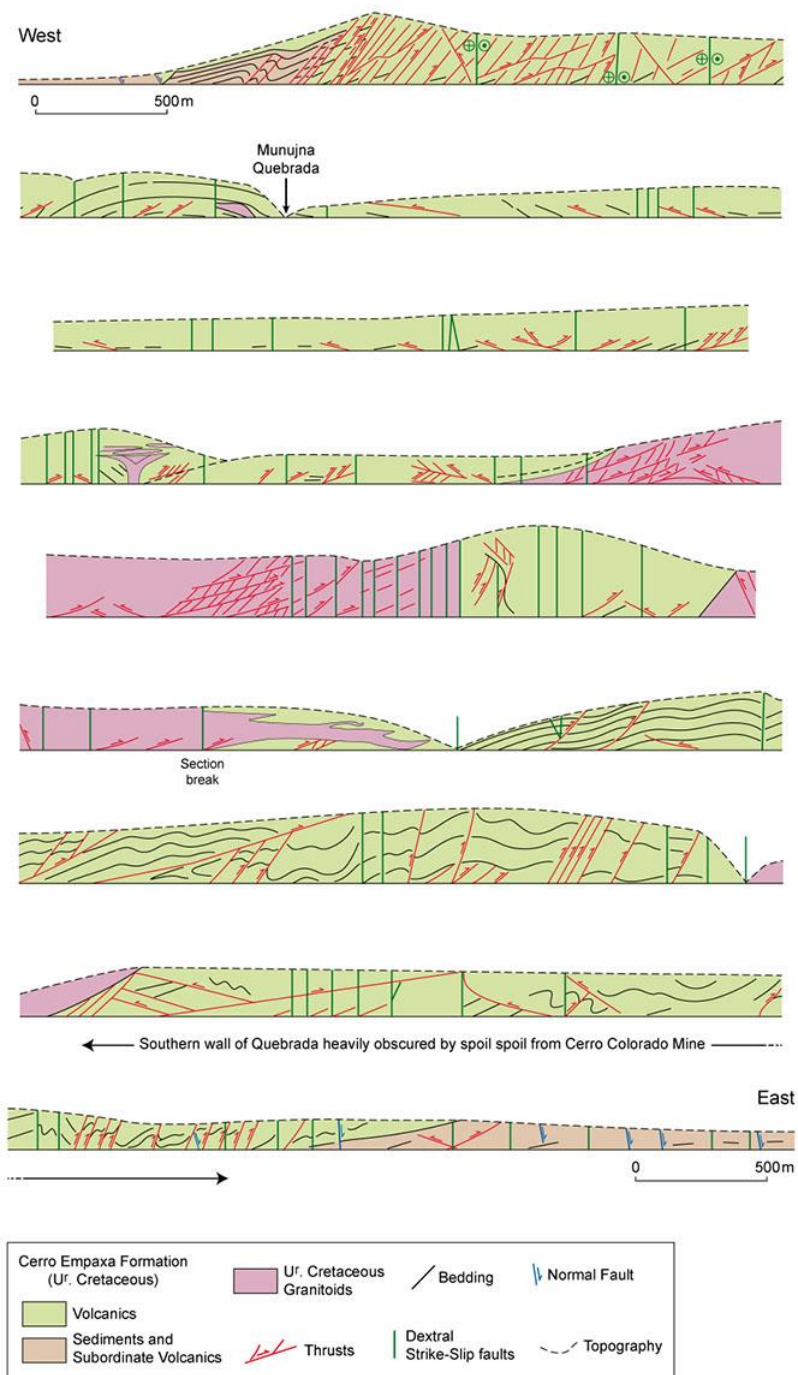 West
0 500 m
Munujna
Quebrada
Section
break
Southern wall of Quebrada heavily obscured by spoil spoil from Cerro Colorado Mine
East
0 500 m
Cerro Empaxa Formation
(Uʳ. Cretaceous)
Volcanics
Sediments and
Subordinate Volcanics
Uʳ. Cretaceous
Granitoids
Thrusts
Bedding
Dextral
Strike-Slip faults
Normal Fault
Topography